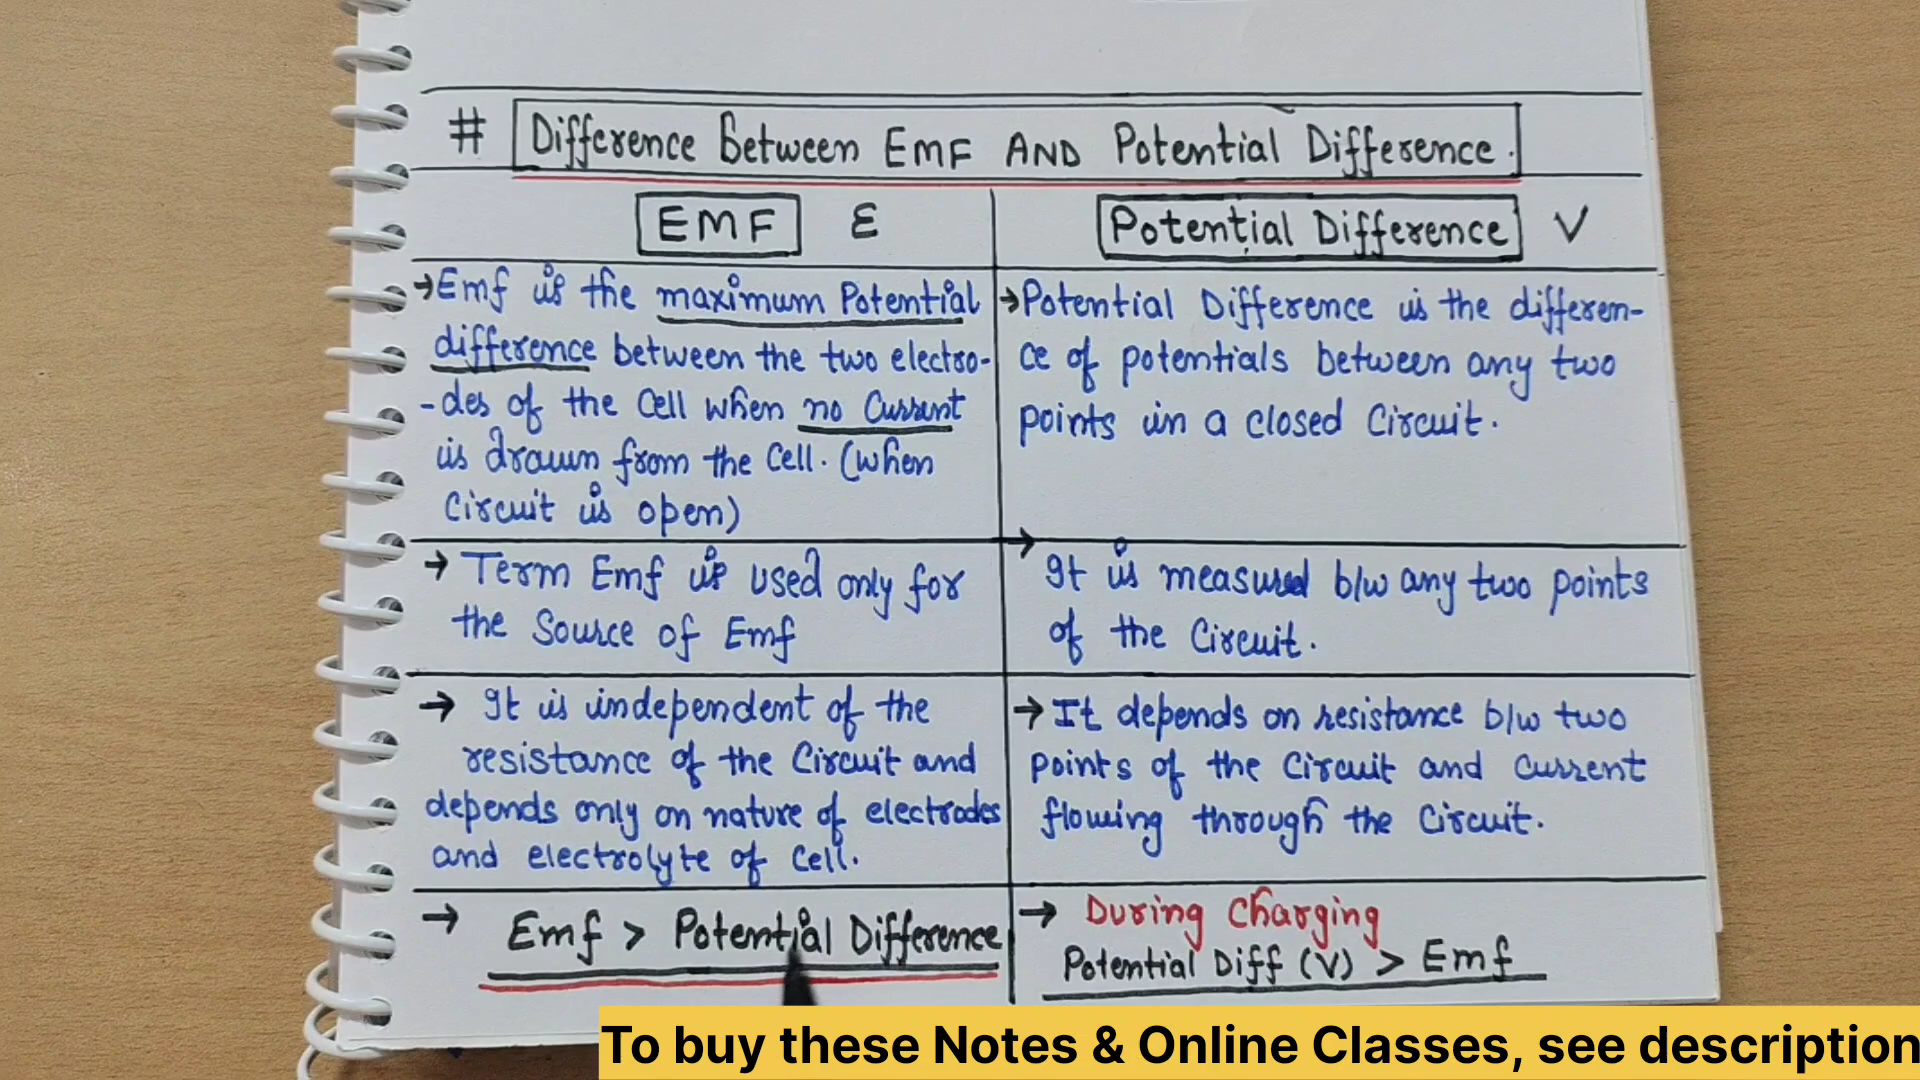 # Difference between EMF AND Potential Difference.
EMF ε
Potential Difference V
→ Emf is the maximum Potential
difference between the two electro-
-des of the Cell when no Current
is drawn from the Cell. (when
Circuit is open)
→ Potential Difference is the differen-
ce of potentials between any two
points in a closed Circuit.
→ Term Emf is used only for
the Source of Emf
→ It is measured b/w any two points
of the Circuit.
→ It is independent of the
resistance of the Circuit and
depends only on nature of electrodes
and electrolyte of Cell.
→ It depends on resistance b/w two
points of the Circuit and Current
flowing through the Circuit.
→ Emf > Potential Difference
→ During Charging
Potential Diff (V) > Emf
To buy these Notes & Online Classes, see description